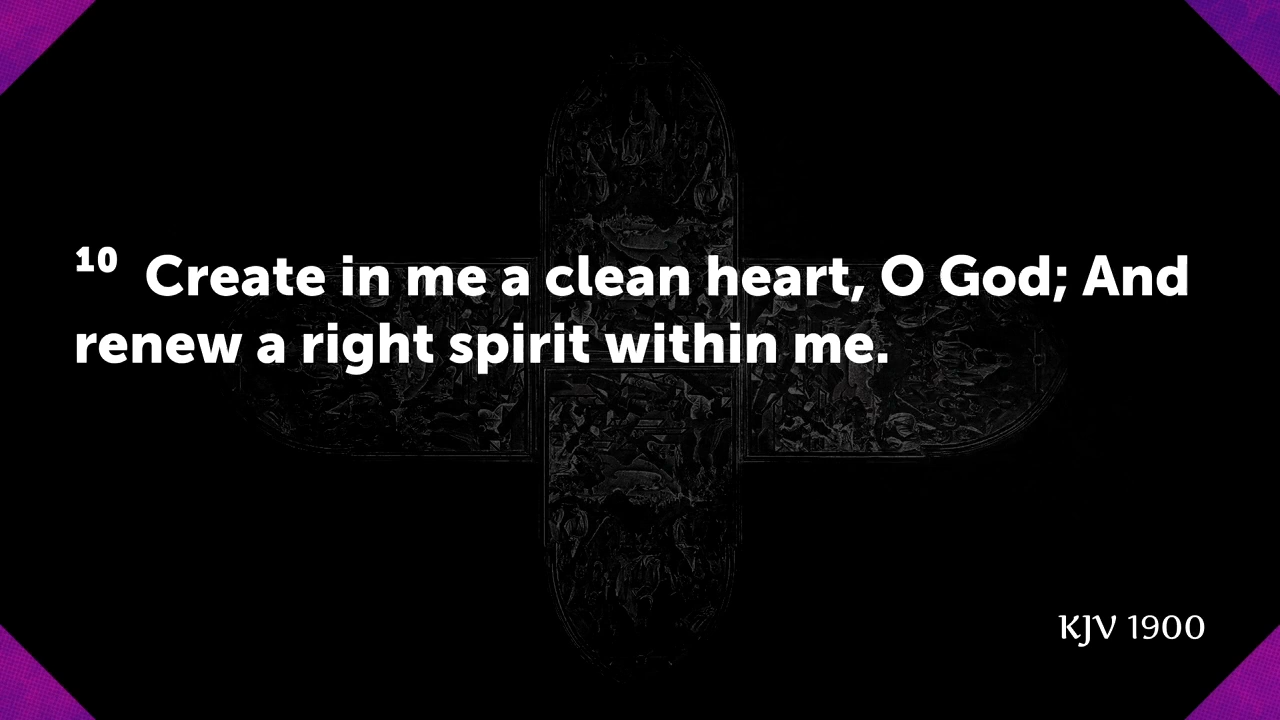 10 Create in me a clean heart, O God; And
renew a right spirit within me.
KJV 1900